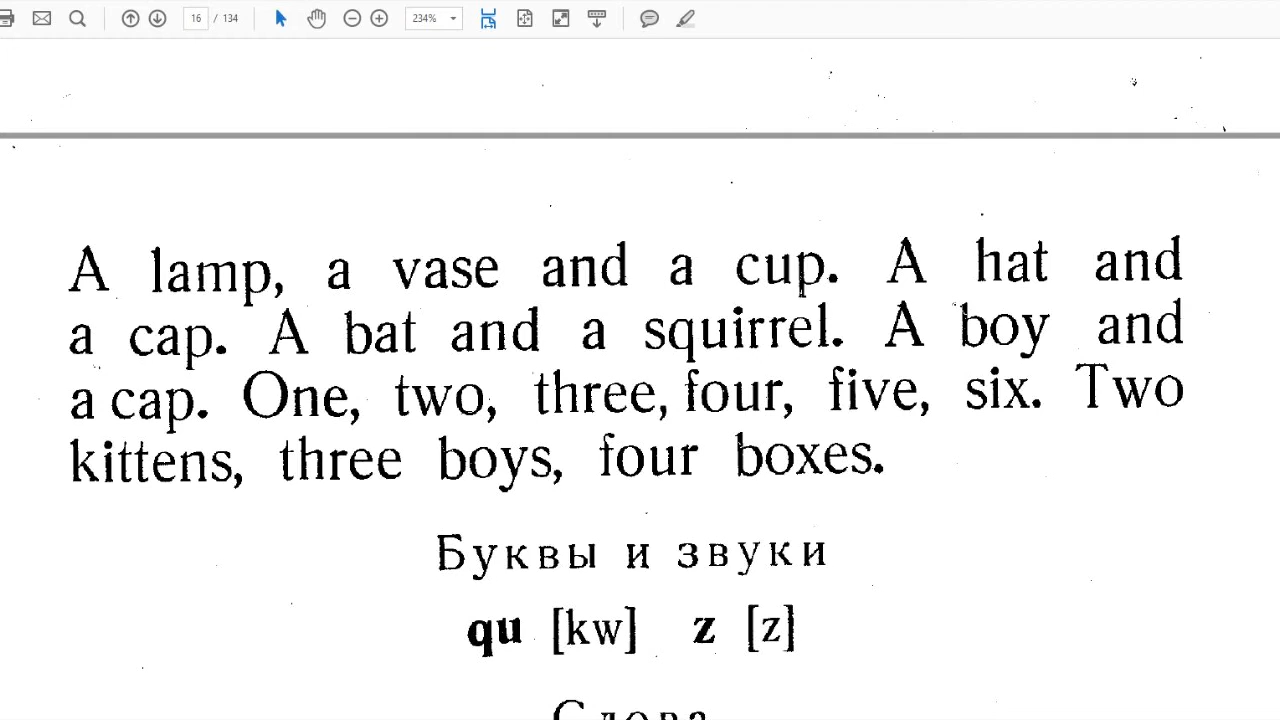 16 / 134 234%
A lamp, a vase and a cup. A hat and
a cap. A bat and a squirrel. A boy and
a cap. One, two, three, four, five, six. Two
kittens, three boys, four boxes.
Буквы и звуки
qu [kw] z [z]
Слова